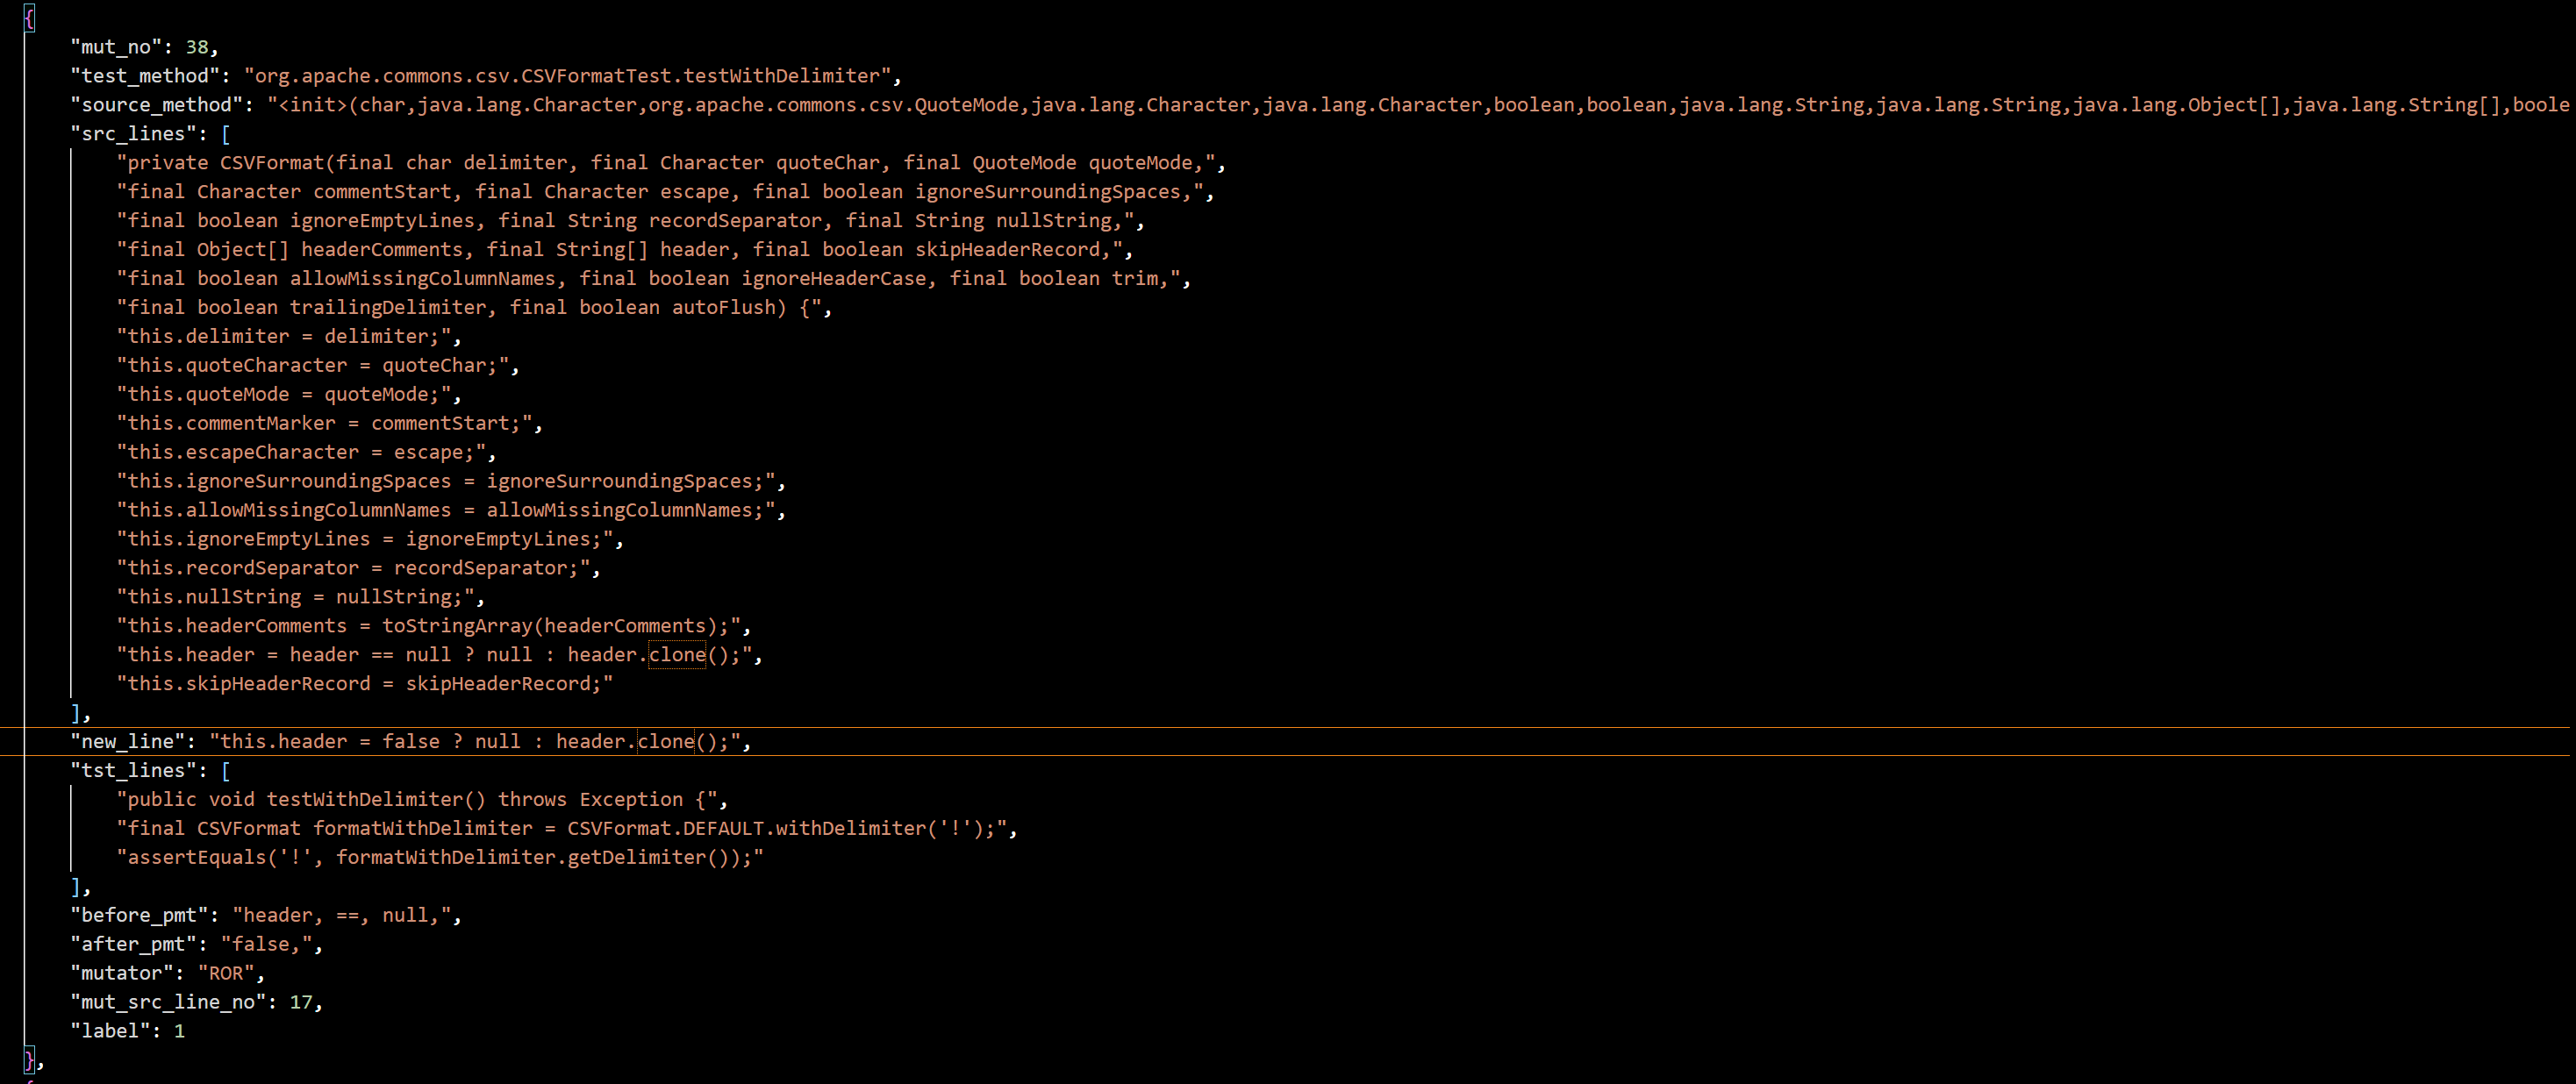 {
"mut_no": 38,
"test_method": "org.apache.commons.csv.CSVFormatTest.testWithDelimiter",
"source_method": "<init>(char,java.lang.Character,org.apache.commons.csv.QuoteMode,java.lang.Character,java.lang.Character,boolean,boolean,java.lang.String,java.lang.String,java.lang.Object[],java.lang.String[],boole
"src_lines": [
"private CSVFormat(final char delimiter, final Character quoteChar, final QuoteMode quoteMode,",
"final Character commentStart, final Character escape, final boolean ignoreSurroundingSpaces,",
"final boolean ignoreEmptyLines, final String recordSeparator, final String nullString,",
"final Object[] headerComments, final String[] header, final boolean skipHeaderRecord,",
"final boolean allowMissingColumnNames, final boolean ignoreHeaderCase, final boolean trim,",
"final boolean trailingDelimiter, final boolean autoFlush) {",
"this.delimiter = delimiter;",
"this.quoteCharacter = quoteChar;",
"this.quoteMode = quoteMode;",
"this.commentMarker = commentStart;",
"this.escapeCharacter = escape;",
"this.ignoreSurroundingSpaces = ignoreSurroundingSpaces;",
"this.allowMissingColumnNames = allowMissingColumnNames;",
"this.ignoreEmptyLines = ignoreEmptyLines;",
"this.recordSeparator = recordSeparator;",
"this.nullString = nullString;",
"this.headerComments = toStringArray(headerComments);",
"this.header = header == null ? null : header.clone();",
"this.skipHeaderRecord = skipHeaderRecord;"
],
"new_line": "this.header = false ? null : header.clone();",
"tst_lines": [
"public void testWithDelimiter() throws Exception {",
"final CSVFormat formatWithDelimiter = CSVFormat.DEFAULT.withDelimiter('!');",
"assertEquals('!', formatWithDelimiter.getDelimiter());"
],
"before_pmt": "header, ==, null,",
"after_pmt": "false,",
"mutator": "ROR",
"mut_src_line_no": 17,
"label": 1
},